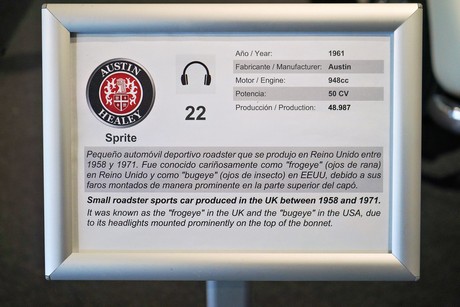 AUSTIN
HEALEY
Sprite
22
Año / Year: 1961
Fabricante / Manufacturer: Austin
Motor / Engine: 948cc
Potencia: 50 CV
Producción / Production: 48.987
Pequeño automóvil deportivo roadster que se produjo en Reino Unido entre
1958 y 1971. Fue conocido cariñosamente como "frogeye" (ojos de rana)
en Reino Unido y como "bugeye" (ojos de insecto) en EEUU, debido a sus
faros montados de manera prominente en la parte superior del capó.
Small roadster sports car produced in the UK between 1958 and 1971.
It was known as the "frogeye" in the UK and the "bugeye" in the USA, due
to its headlights mounted prominently on the top of the bonnet.